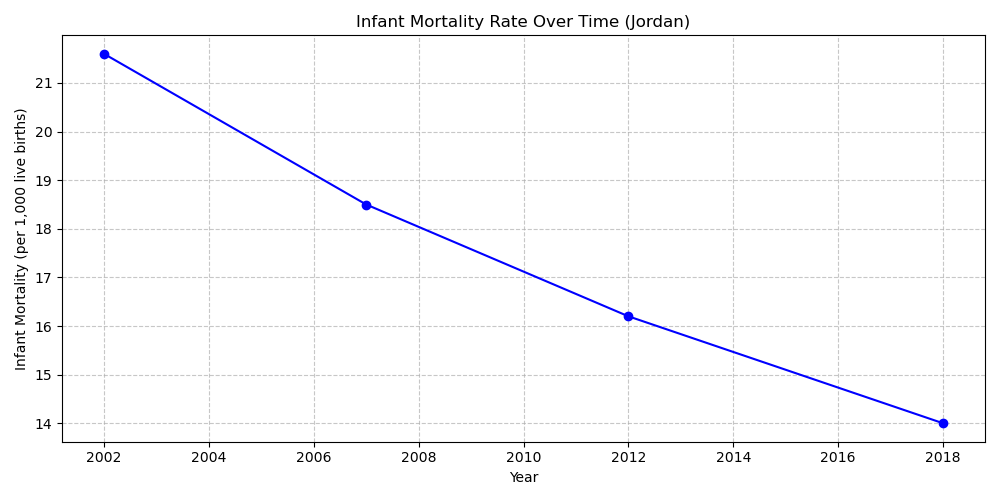 Infant Mortality Rate Over Time (Jordan)
Infant Mortality (per 1,000 live births)
21
20
19
18
17
16
15
14
2002 2004 2006 2008 2010 2012 2014 2016 2018
Year